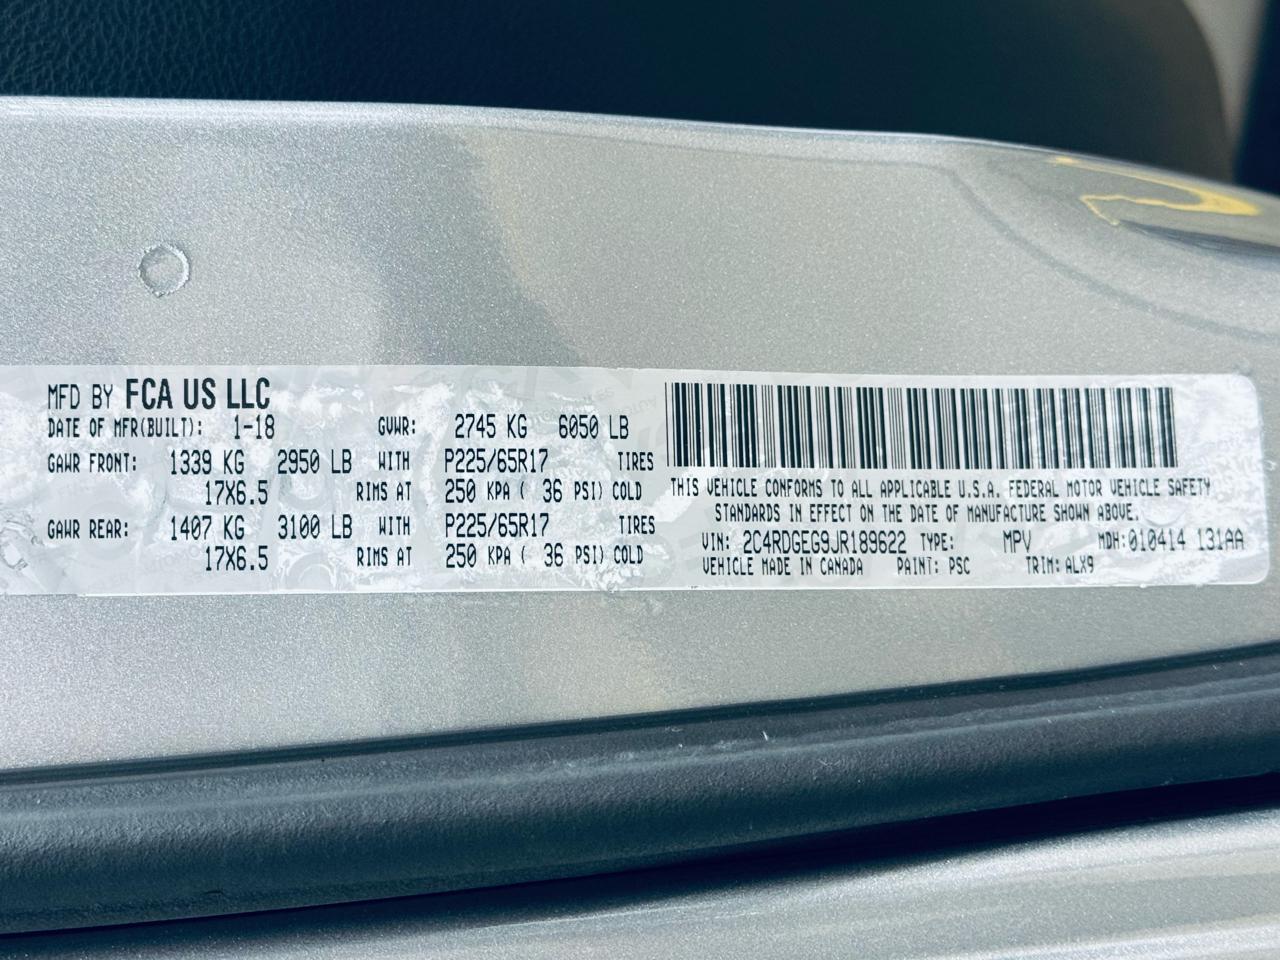 MFD BY FCA US LLC
DATE OF MFR(BUILT): 1-18 GVWR: 2745 KG 6050 LB
GAWR FRONT: 1339 KG 2950 LB WITH P225/65R17 TIRES
17X6.5 RIMS AT 250 KPA ( 36 PSI) COLD
GAWR REAR: 1407 KG 3100 LB WITH P225/65R17 TIRES
17X6.5 RIMS AT 250 KPA ( 36 PSI) COLD
THIS VEHICLE CONFORMS TO ALL APPLICABLE U.S.A. FEDERAL MOTOR VEHICLE SAFETY
STANDARDS IN EFFECT ON THE DATE OF MANUFACTURE SHOWN ABOVE.
VIN: 2C4RDGEG9JR189622 TYPE: MPV MDH: 010414 131AA
VEHICLE MADE IN CANADA PAINT: PSC TRIM: ALX9